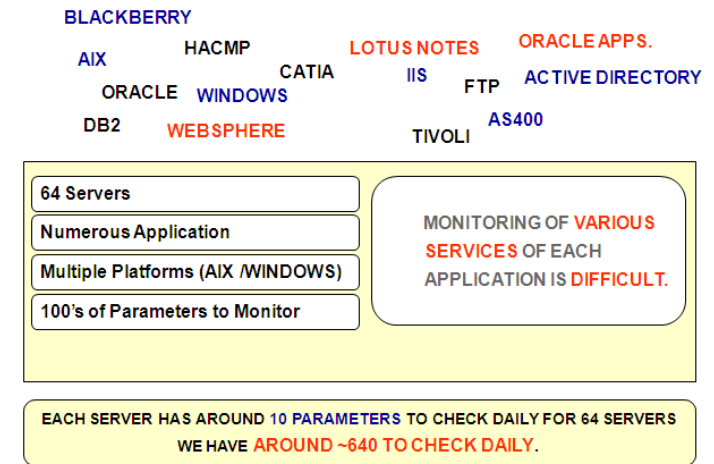 BLACKBERRY
HACMP
LOTUS NOTES
ORACLE APPS.
AIX
CATIA
IIS
FTP
ACTIVE DIRECTORY
ORACLE
WINDOWS
DB2
WEBSPHERE
TIVOLI
AS400
64 Servers
Numerous Application
Multiple Platforms (AIX /WINDOWS)
100's of Parameters to Monitor
MONITORING OF VARIOUS
SERVICES OF EACH
APPLICATION IS DIFFICULT.
EACH SERVER HAS AROUND 10 PARAMETERS TO CHECK DAILY FOR 64 SERVERS
WE HAVE AROUND ~640 TO CHECK DAILY.